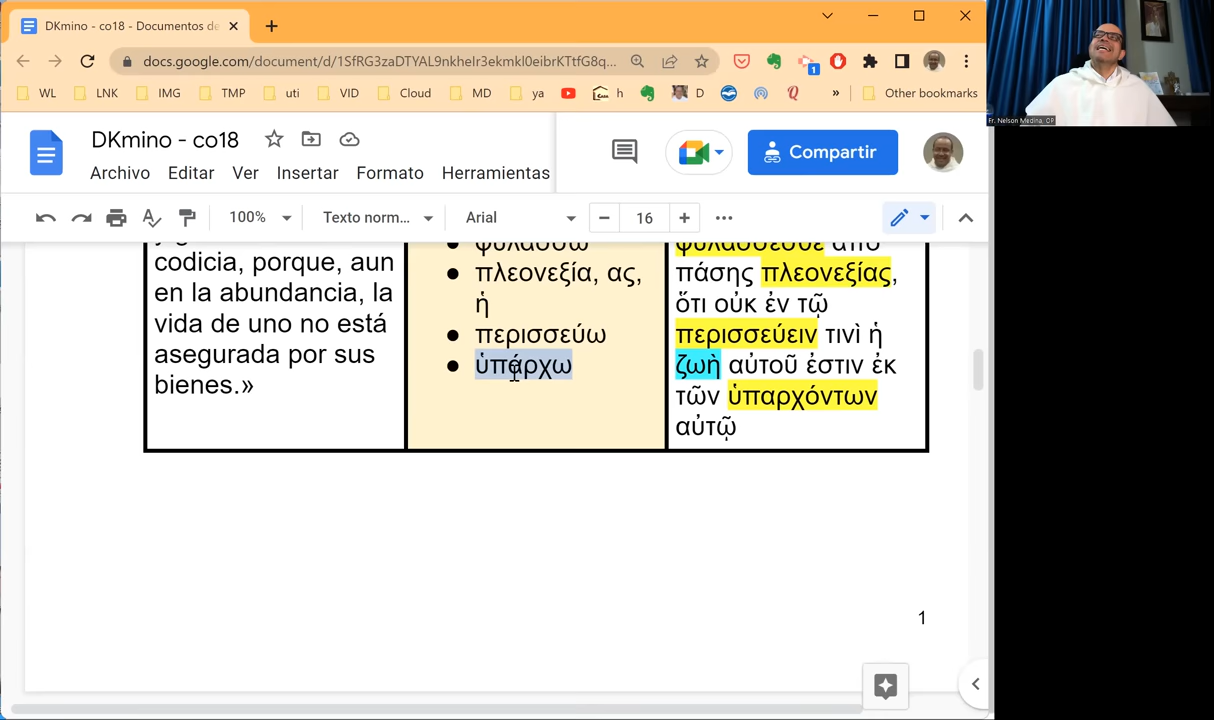 DKmino - co18 - Documentos de
docs.google.com/document/d/1SfRG3zaDTYAL9nkheIr3ekmkl0eibrKTtfG8q...
WL LNK IMG TMP uti VID Cloud MD ya h D » Other bookmarks
1
Fr. Nelson Medina, OP
DKmino - co18
Compartir
Archivo Editar Ver Insertar Formato Herramientas
100% Texto norm... Arial 16
codicia, porque, aun
en la abundancia, la
vida de uno no está
asegurada por sus
bienes.»
φυλάσσω
πλεονεξία, ας,
ἡ
περισσεύω
ὑπάρχω
φυλάσσεσθε ἀπὸ
πάσης πλεονεξίας,
ὅτι οὐκ ἐν τῷ
περισσεύειν τινὶ ἡ
ζωὴ αὐτοῦ ἐστιν ἐκ
τῶν ὑπαρχόντων
αὐτῷ
1